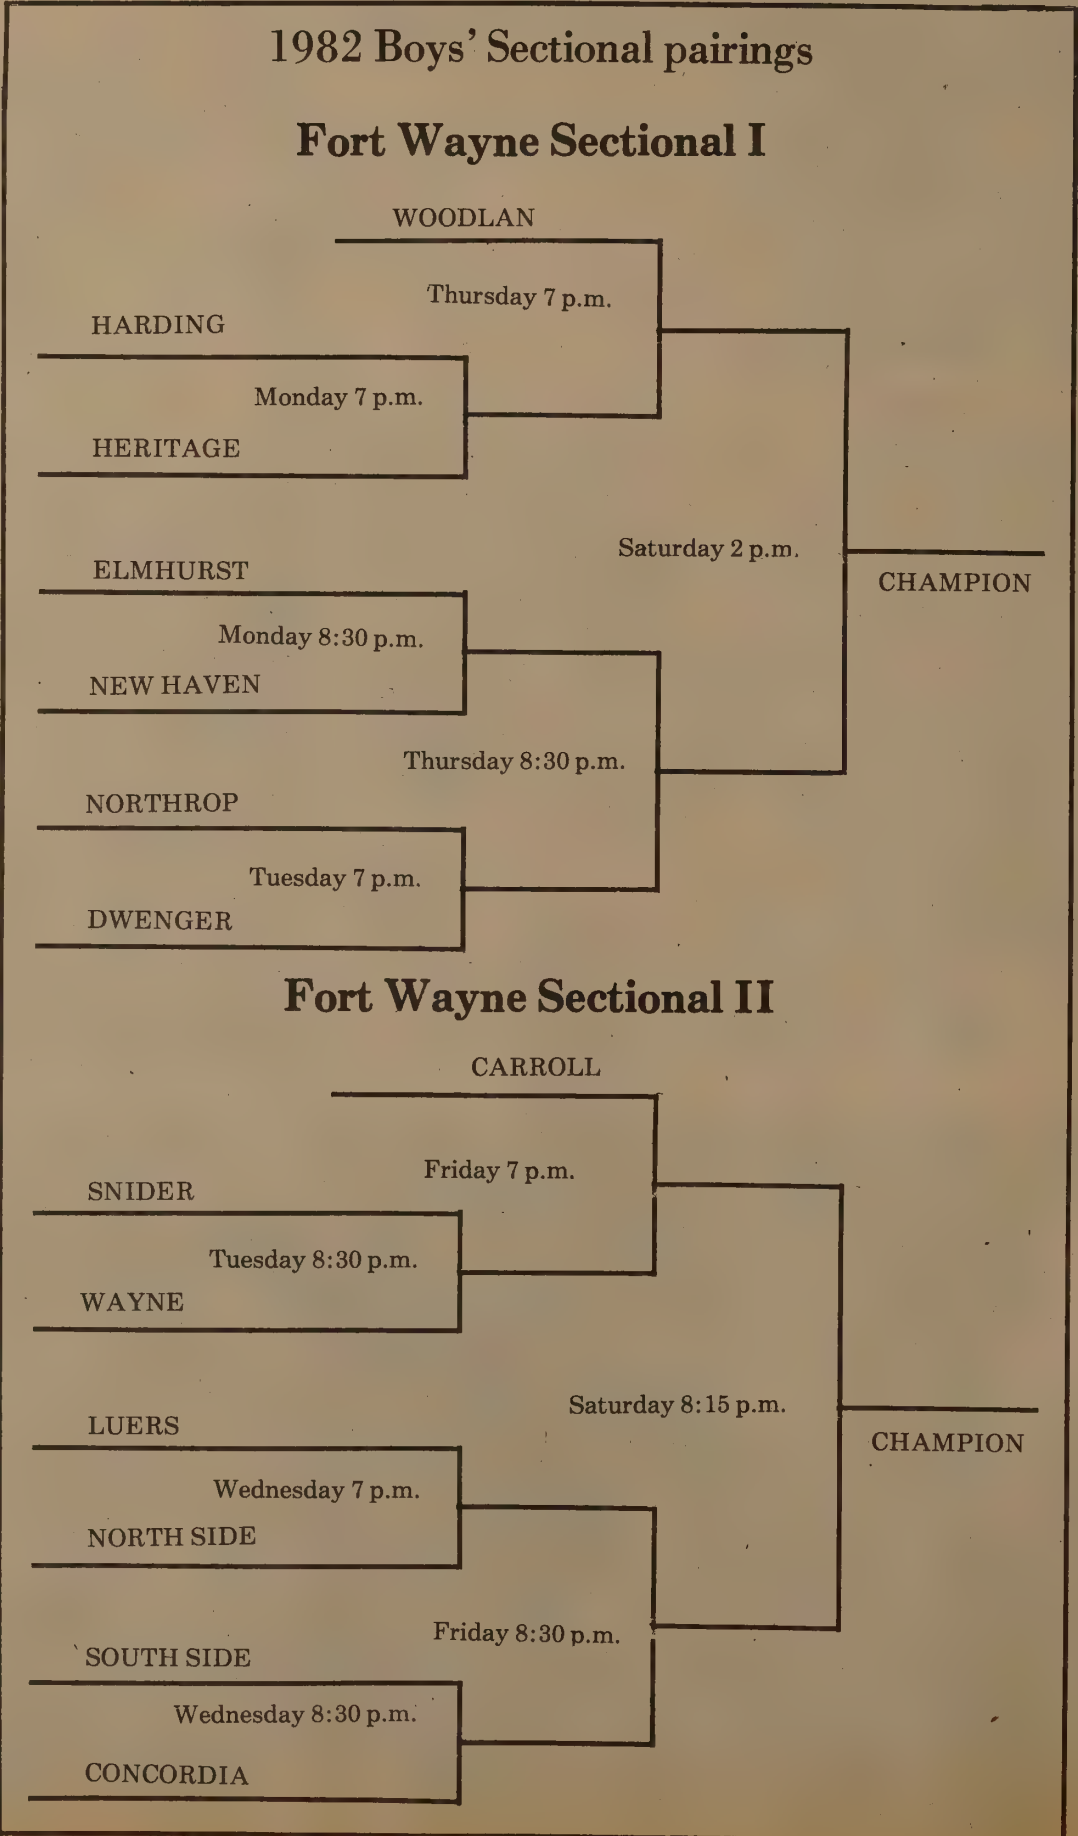 1982 Boys' Sectional pairings
Fort Wayne Sectional I
WOODLAN
Thursday 7 p.m.
HARDING
Monday 7 p.m.
HERITAGE
Saturday 2 p.m.
CHAMPION
ELMHURST
Monday 8:30 p.m.
NEW HAVEN
Thursday 8:30 p.m.
NORTHROP
Tuesday 7 p.m.
DWENGER
Fort Wayne Sectional II
CARROLL
Friday 7 p.m.
SNIDER
Tuesday 8:30 p.m.
WAYNE
Saturday 8:15 p.m.
CHAMPION
LUERS
Wednesday 7 p.m.
NORTH SIDE
Friday 8:30 p.m.
SOUTH SIDE
Wednesday 8:30 p.m.
CONCORDIA